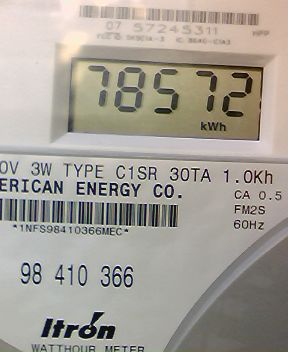 07 57245311
78572
kWh
0V 3W TYPE C1SR 30TA 1.0Kh
ERICAN ENERGY CO.
CA 0.5
FM2S
60Hz
*1NFS98410366MEC*
98 410 366
Itron
WATTHOUR METER